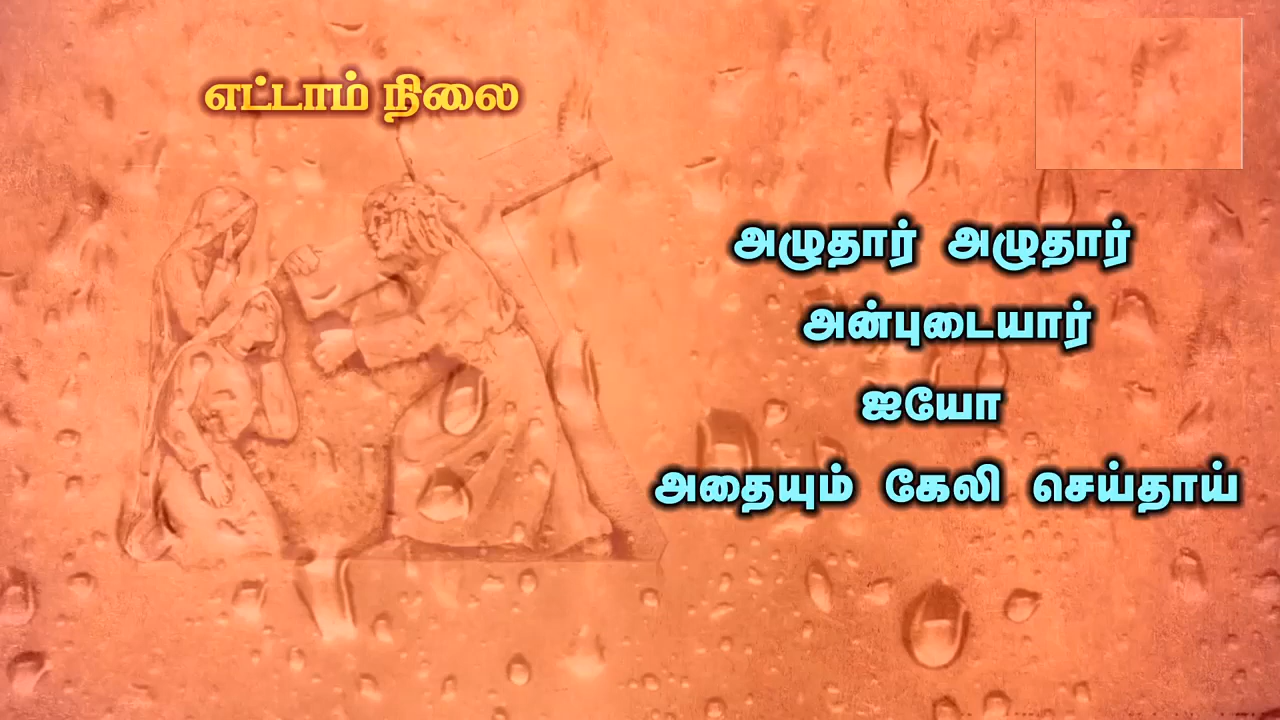 எட்டாம் நிலை
அழுதார் அழுதார்
அன்புடையார்
ஐயோ
அதையும் கேலி செய்தாய்